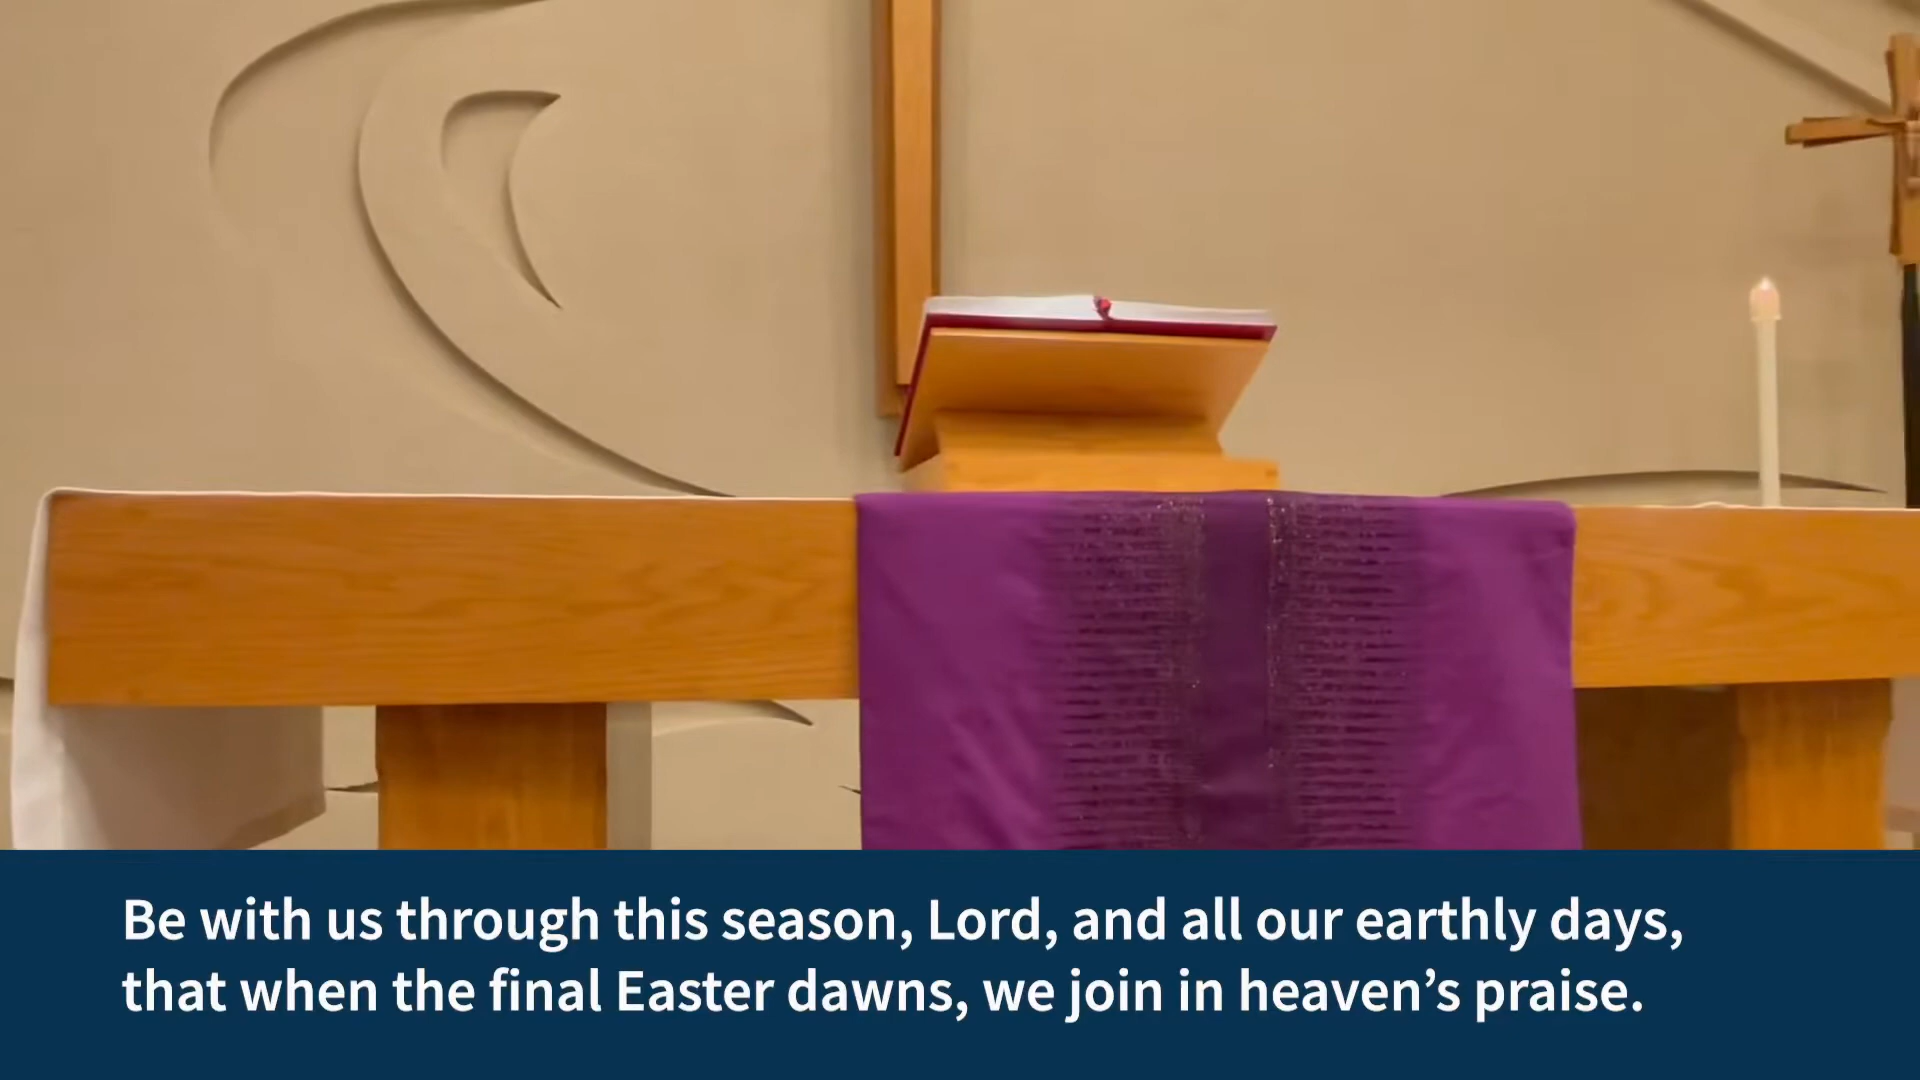 Be with us through this season, Lord, and all our earthly days,
that when the final Easter dawns, we join in heaven’s praise.